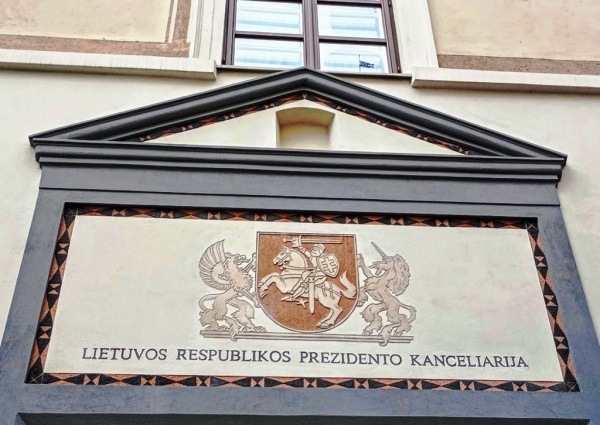 LIETUVOS RESPUBLIKOS PREZIDENTO KANCELIARIJA